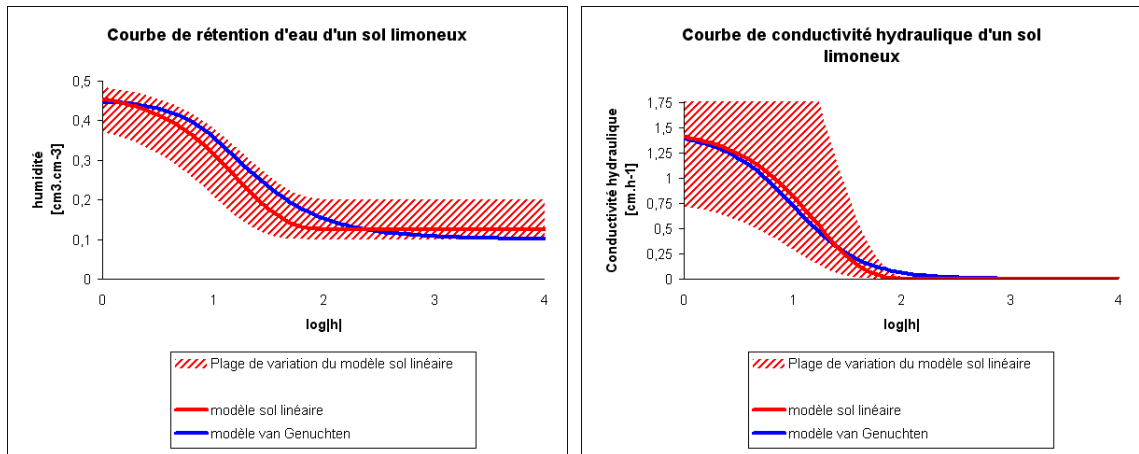 Courbe de rétention d'eau d'un sol limoneux
0,5
0,4
0,3
0,2
0,1
0
humidité
[cm3.cm-3]
0 1 2 3 4
log|h|
Plage de variation du modèle sol linéaire
modèle sol linéaire
modèle van Genuchten
Courbe de conductivité hydraulique d'un sol
limoneux
1,75
1,5
1,25
1
0,75
0,5
0,25
0
Conductivité hydraulique
[cm.h-1]
0 1 2 3 4
log|h|
Plage de variation du modèle sol linéaire
modèle sol linéaire
modèle van Genuchten